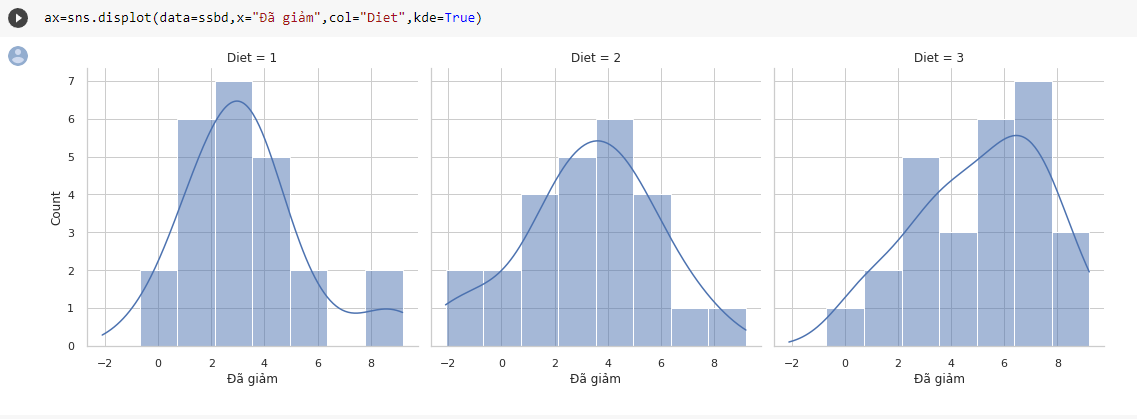 ax=sns.displot(data=ssbd,x="Đã giảm",col="Diet",kde=True)
Diet = 1 Diet = 2 Diet = 3
7
6
5
4
3
2
1
0
Count
−2 0 2 4 6 8 −2 0 2 4 6 8 −2 0 2 4 6 8
Đã giảm Đã giảm Đã giảm